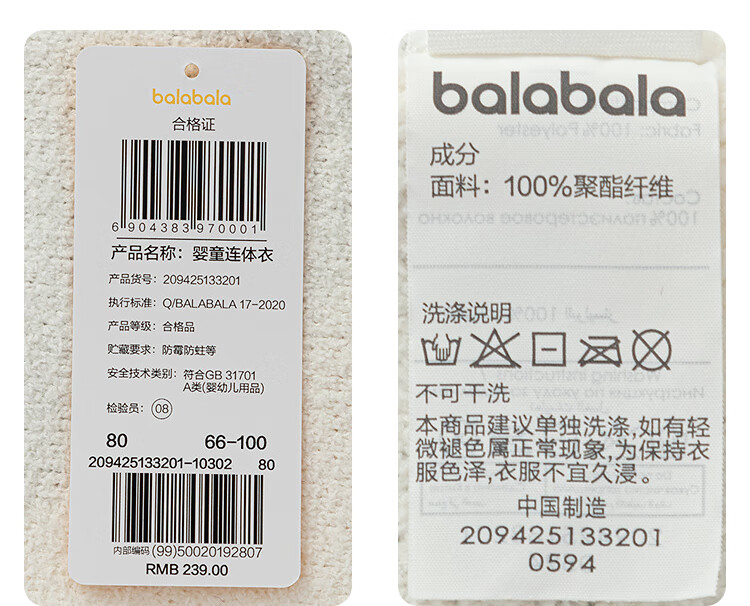 balabala
合格证
6 904383 970001
产品名称：婴童连体衣
产品货号：209425133201
执行标准：Q/BALABALA 17-2020
产品等级：合格品
贮藏要求：防霉防蛀等
安全技术类别：符合GB 31701
A类(婴幼儿用品)
检验员：08
80 66-100
209425133201-10302 80
内部编码 (99)50020192807
RMB 239.00
balabala
成分
面料：100%聚酯纤维
洗涤说明
不可干洗
本商品建议单独洗涤,如有轻
微褪色属正常现象,为保持衣
服色泽,衣服不宜久浸。
中国制造
209425133201
0594